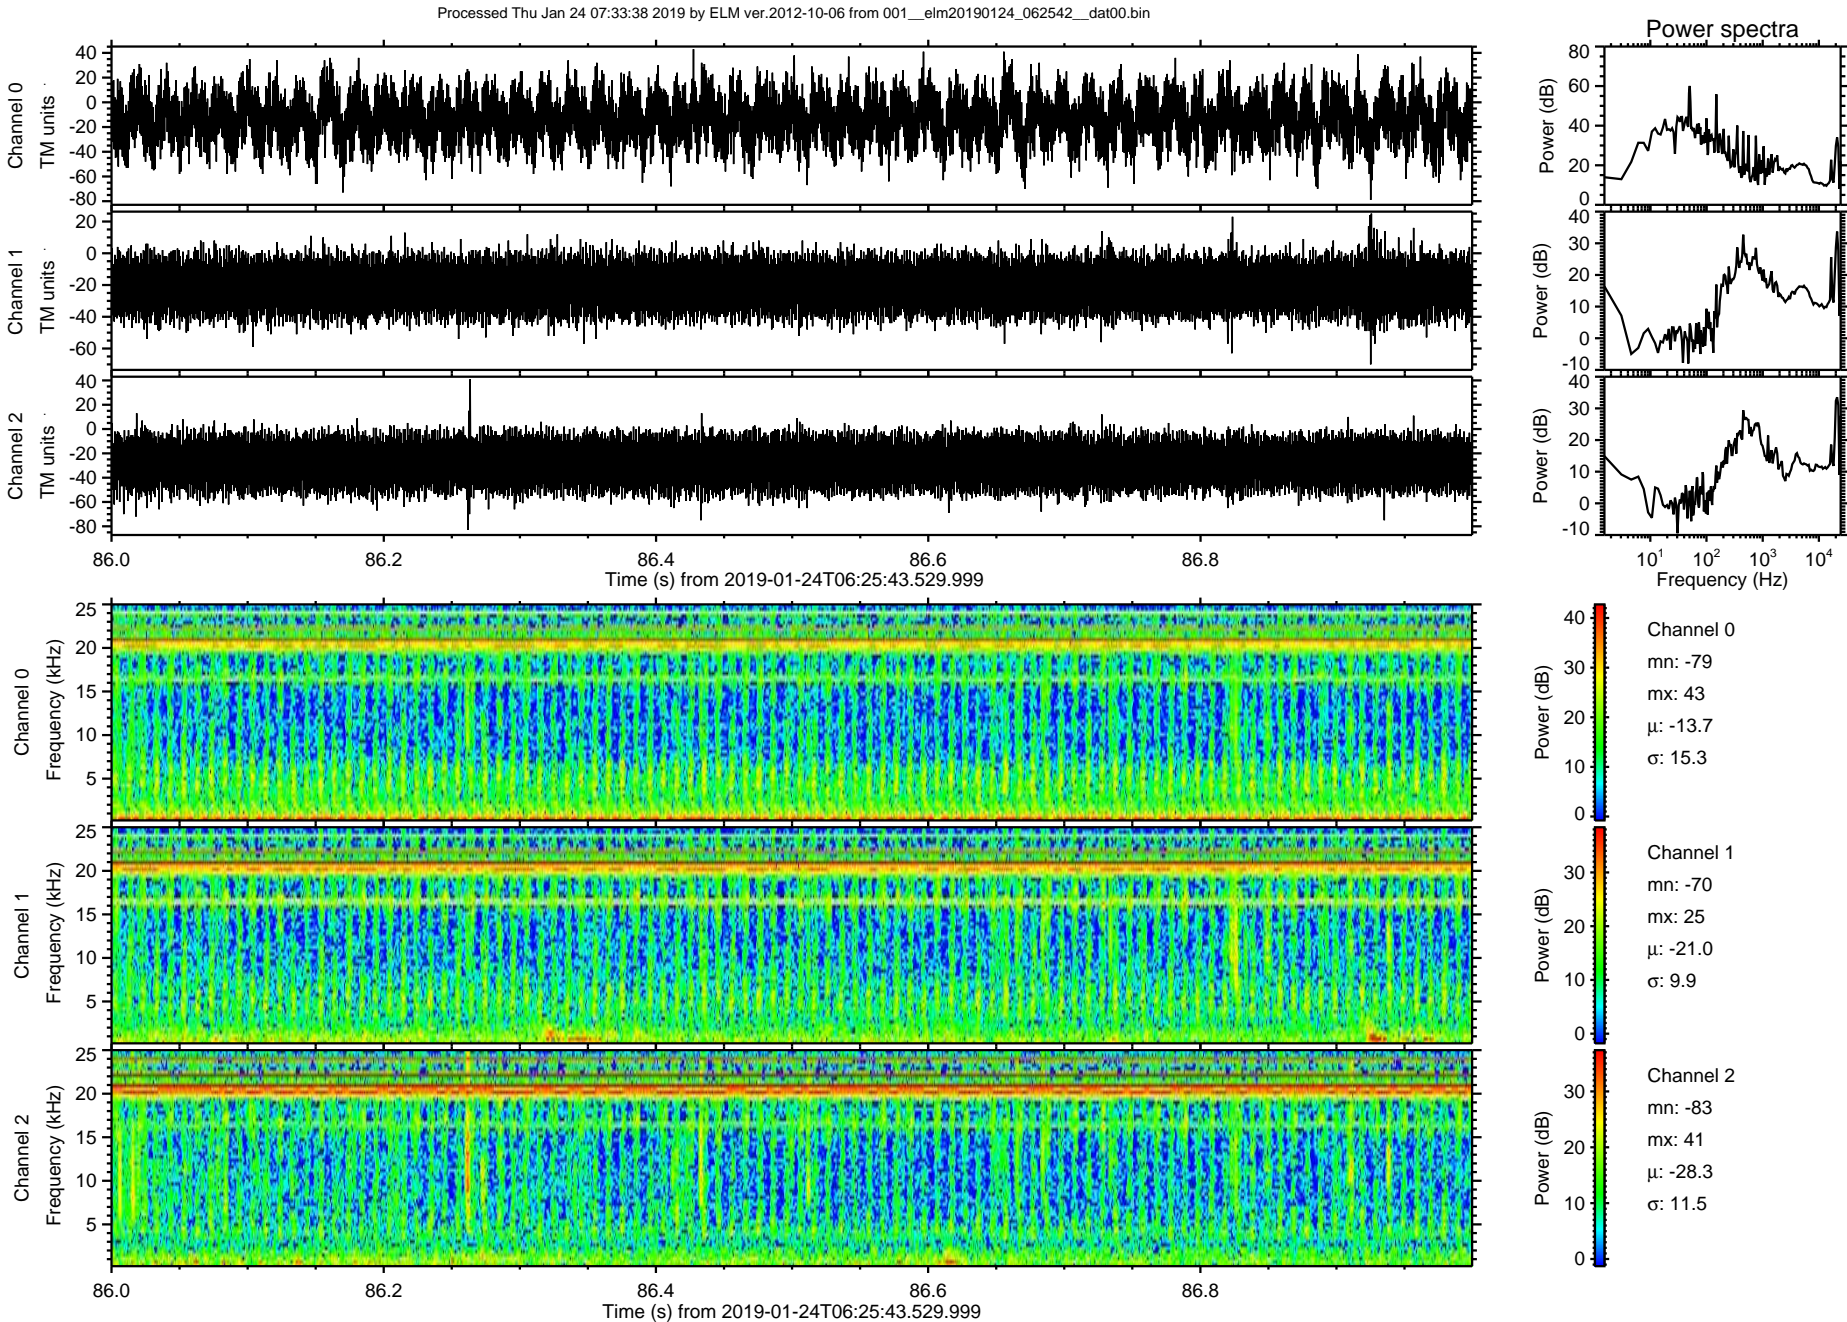 Processed Thu Jan 24 07:33:38 2019 by ELM ver.2012-10-06 from 001__elm20190124_062542__dat00.bin
Power spectra
Channel 0
TM units
40
20
0
-20
-40
-60
-80
Power (dB)
80
60
40
20
0
Channel 1
TM units
20
0
-20
-40
-60
Power (dB)
40
30
20
10
0
-10
Channel 2
TM units
40
20
0
-20
-40
-60
-80
Power (dB)
40
30
20
10
0
-10
86.0 86.2 86.4 86.6 86.8
Time (s) from 2019-01-24T06:25:43.529.999
10¹ 10² 10³ 10⁴
Frequency (Hz)
Channel 0
Frequency (kHz)
25
20
15
10
5
Power (dB)
40
30
20
10
0
Channel 0
mn: -79
mx: 43
μ: -13.7
σ: 15.3
Channel 1
Frequency (kHz)
25
20
15
10
5
Power (dB)
30
20
10
0
Channel 1
mn: -70
mx: 25
μ: -21.0
σ: 9.9
Channel 2
Frequency (kHz)
25
20
15
10
5
Power (dB)
30
20
10
0
Channel 2
mn: -83
mx: 41
μ: -28.3
σ: 11.5
86.0 86.2 86.4 86.6 86.8
Time (s) from 2019-01-24T06:25:43.529.999